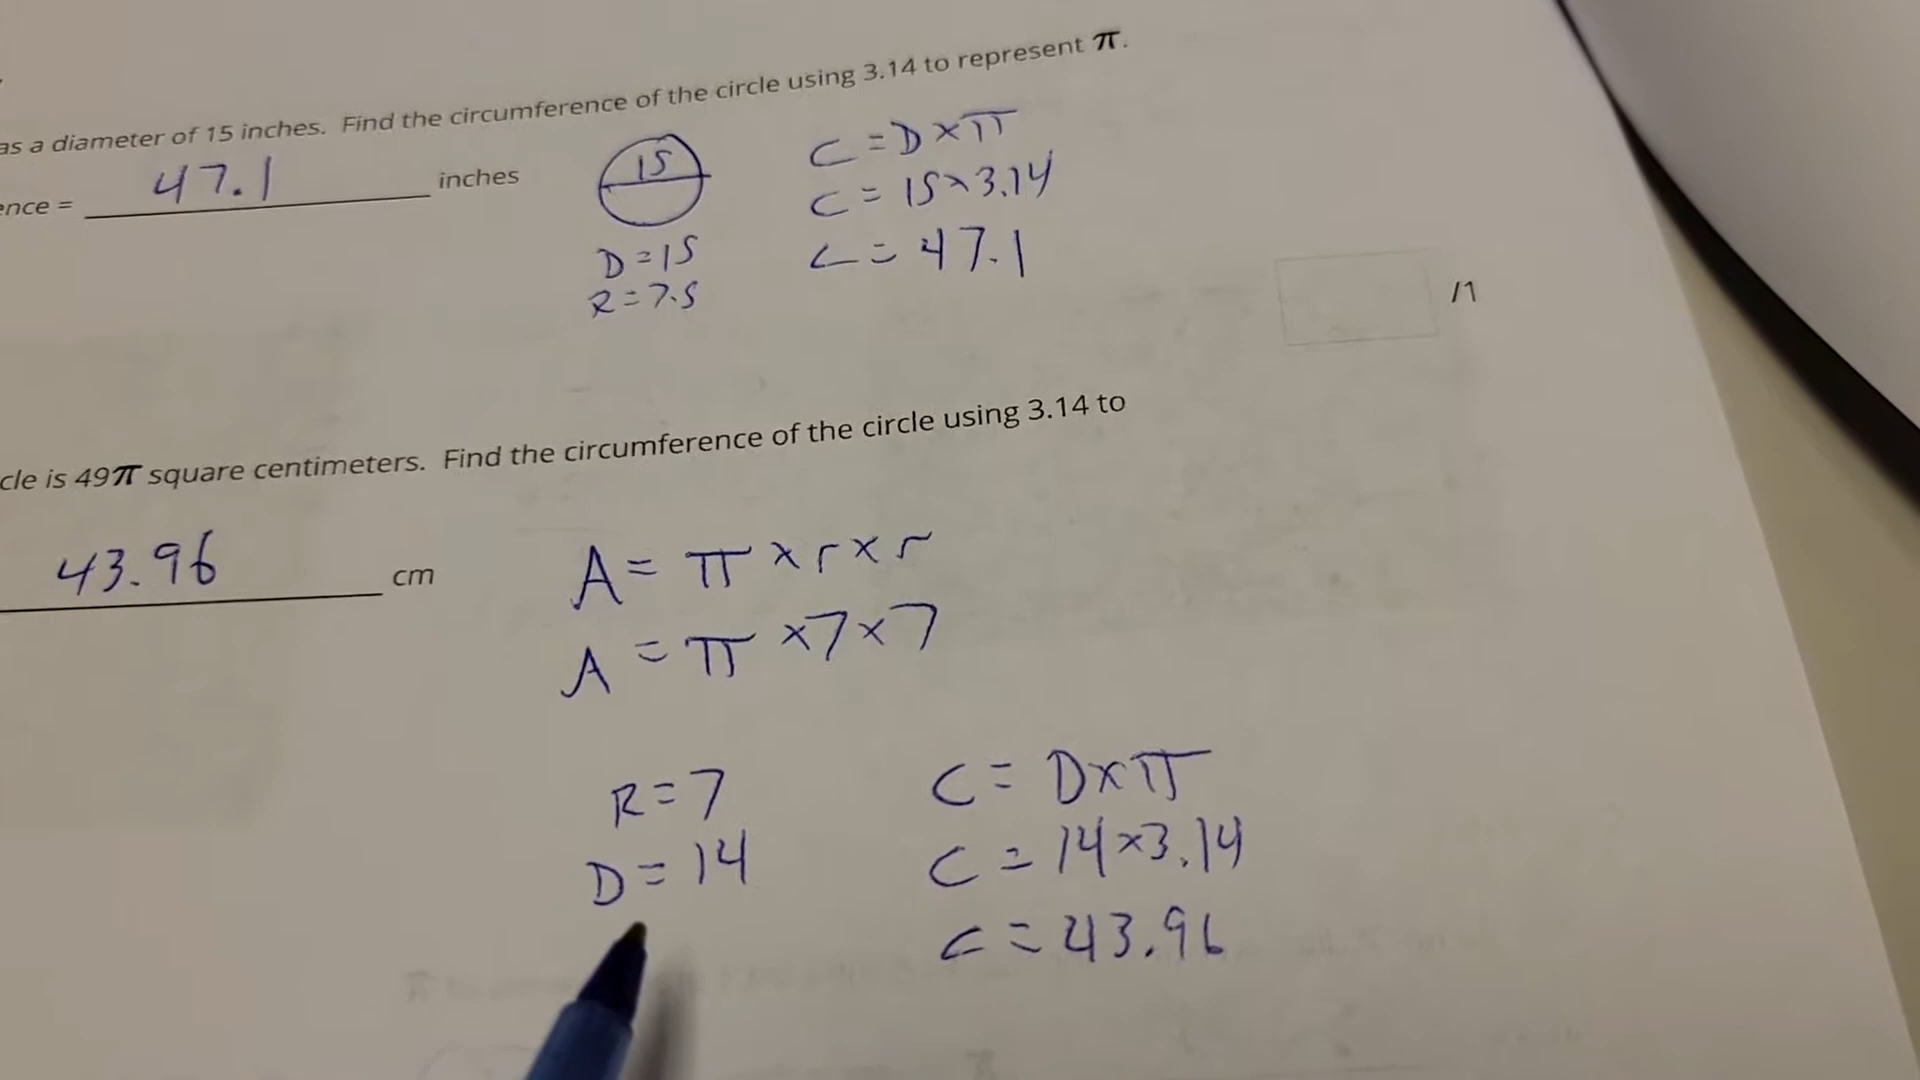 as a diameter of 15 inches. Find the circumference of the circle using 3.14 to represent π.
ence = 47.1 inches
15
D = 15
R = 7.5
C = D × π
C = 15 × 3.14
C = 47.1
/1
cle is 49π square centimeters. Find the circumference of the circle using 3.14 to
43.96 cm
A = π × r × r
A = π × 7 × 7
R = 7
D = 14
C = D × π
C = 14 × 3.14
C = 43.96